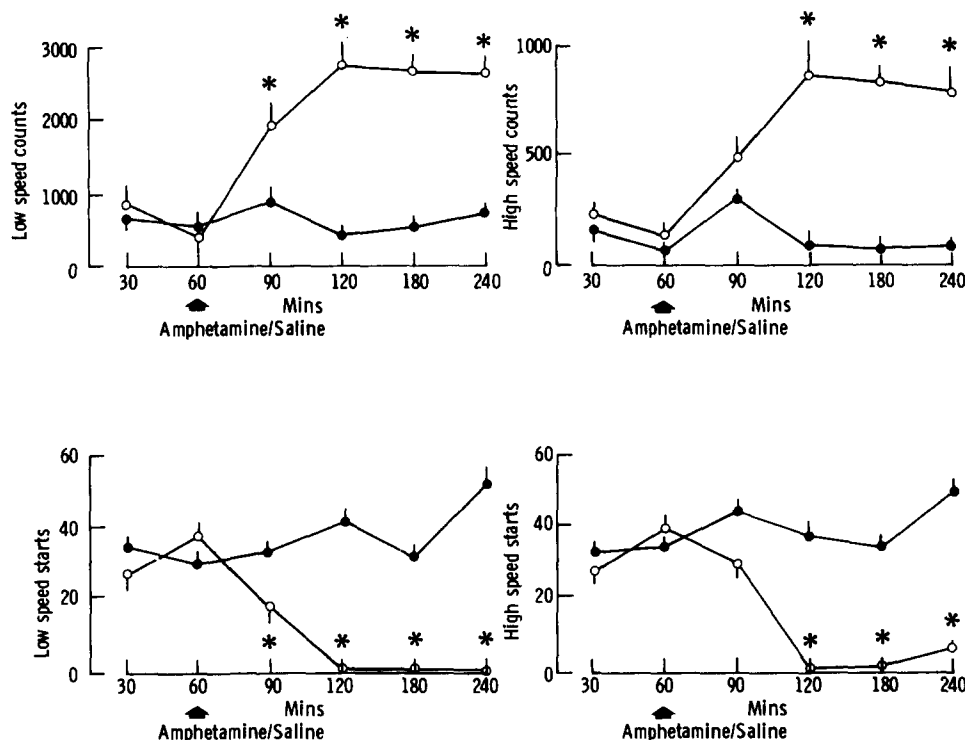 Low speed counts
3000
2000
1000
0
* * * *
30 60 90 120 180 240
Mins
Amphetamine/Saline
High speed counts
1000
500
0
* * *
30 60 90 120 180 240
Mins
Amphetamine/Saline
Low speed starts
60
40
20
0
* * * *
30 60 90 120 180 240
Mins
Amphetamine/Saline
High speed starts
60
40
20
0
* * *
30 60 90 120 180 240
Mins
Amphetamine/Saline